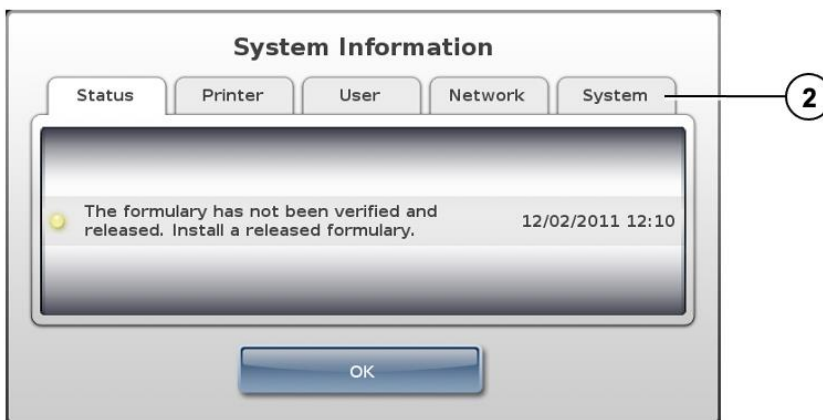 System Information
Status Printer User Network System
2
The formulary has not been verified and
released. Install a released formulary.
12/02/2011 12:10
OK